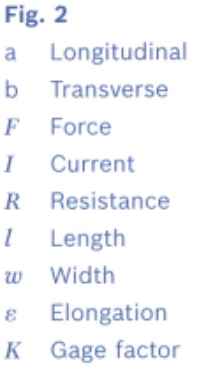 Fig. 2
a Longitudinal
b Transverse
F Force
I Current
R Resistance
l Length
w Width
ε Elongation
K Gage factor